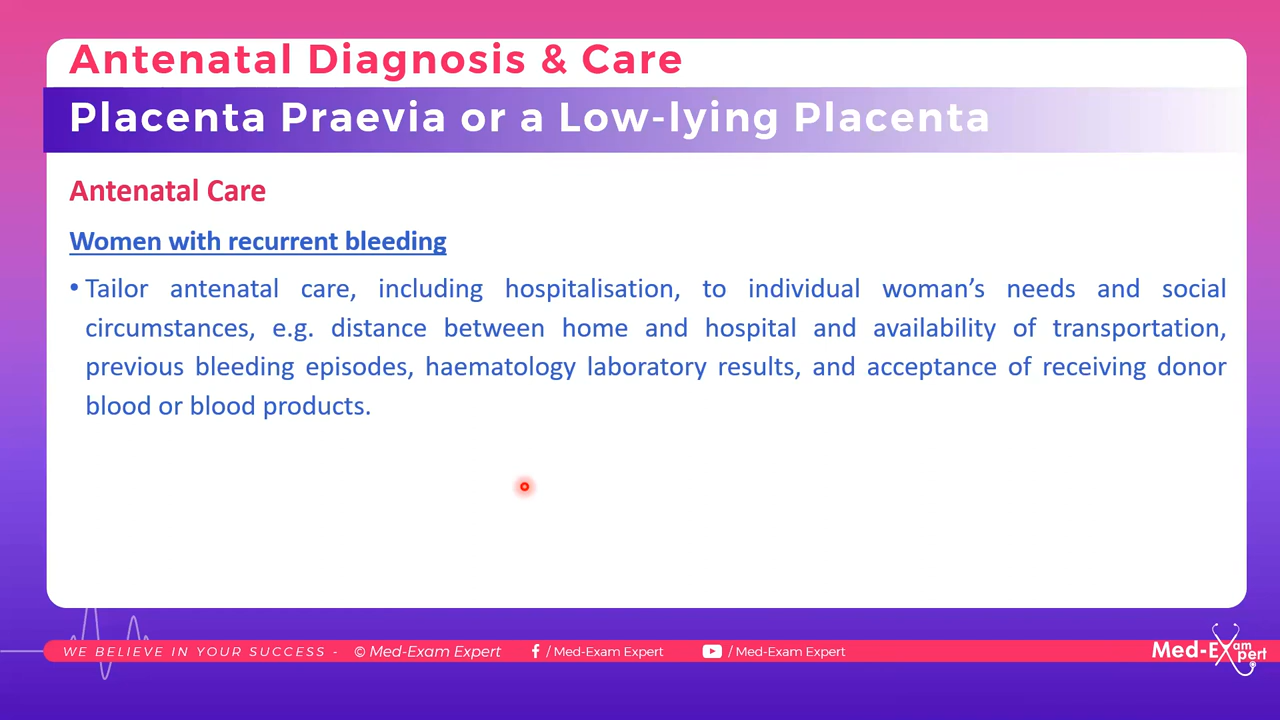 Antenatal Diagnosis & Care
Placenta Praevia or a Low-lying Placenta
Antenatal Care
Women with recurrent bleeding
• Tailor antenatal care, including hospitalisation, to individual woman’s needs and social
circumstances, e.g. distance between home and hospital and availability of transportation,
previous bleeding episodes, haematology laboratory results, and acceptance of receiving donor
blood or blood products.
WE BELIEVE IN YOUR SUCCESS - © Med-Exam Expert / Med-Exam Expert / Med-Exam Expert
Med-Exam Expert